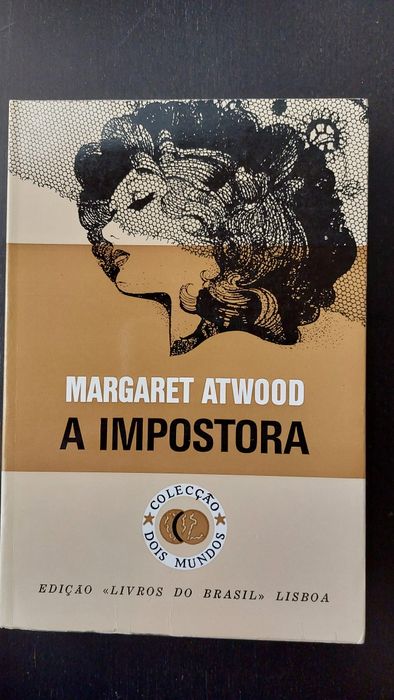 MARGARET ATWOOD
A IMPOSTORA
COLECÇÃO
DOIS MUNDOS
EDIÇÃO «LIVROS DO BRASIL» LISBOA